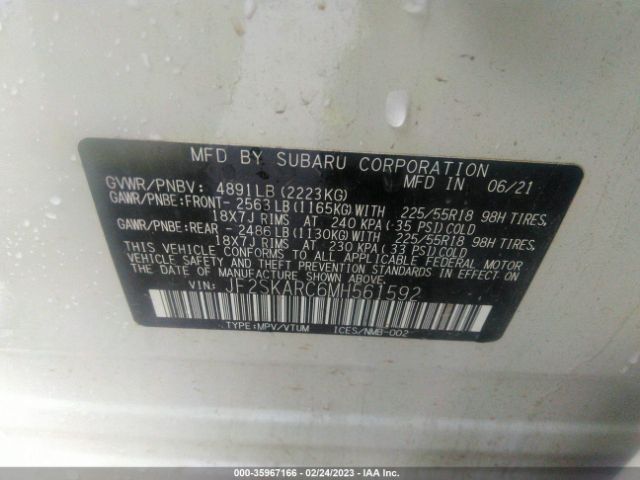 MFD BY SUBARU CORPORATION
GVWR/PNBV: 4891LB(2223KG) MFD IN 06/21
GAWR/PNBE:FRONT- 2563LB(1165KG)WITH 225/55R18 98H TIRES,
18X7J RIMS AT 240 KPA(35 PSI)COLD
GAWR/PNBE:REAR - 2486LB(1130KG)WITH 225/55R18 98H TIRES,
18X7J RIMS AT 230 KPA(33 PSI)COLD
THIS VEHICLE CONFORMS TO ALL APPLICABLE FEDERAL MOTOR
VEHICLE SAFETY, BUMPER, AND THEFT PREVENTION STANDARDS IN EFFECT
ON THE DATE OF MANUFACTURE SHOWN ABOVE.
VIN: JF2SKARC6MH561592
TYPE:MPV/VTUM ICES/NMB-002
000-35967166 - 02/24/2023 - IAA Inc.